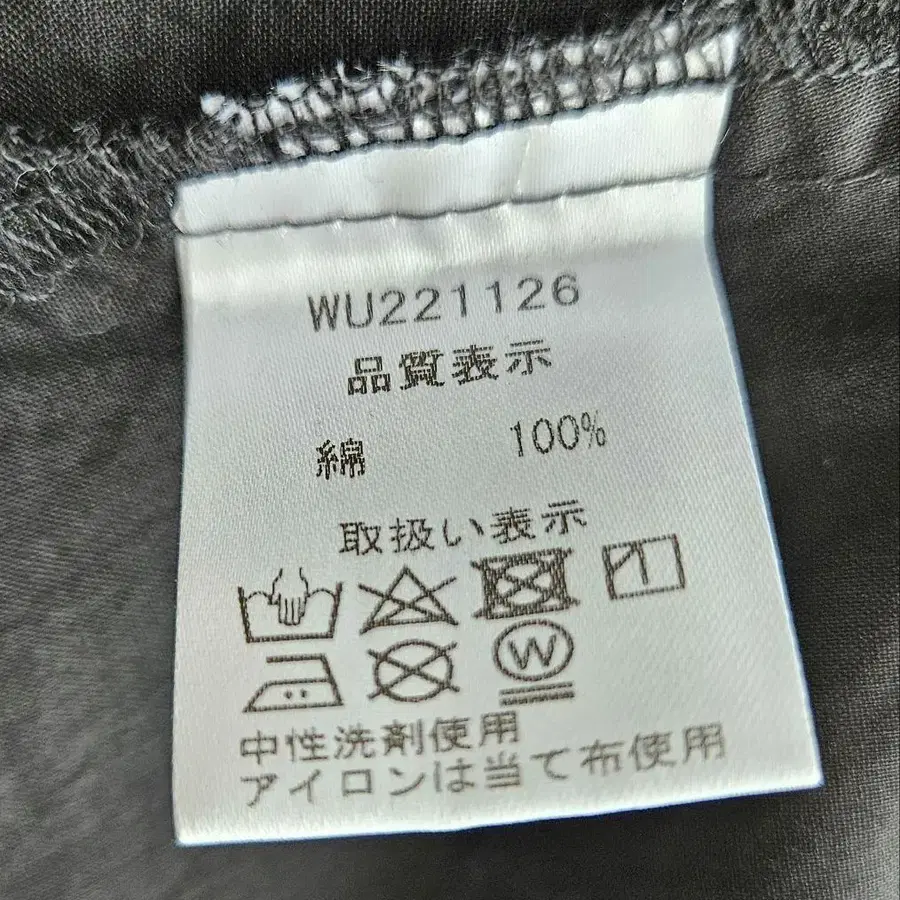 WU221126
品質表示
綿 100%
取扱い表示
W
中性洗剤使用
アイロンは当て布使用